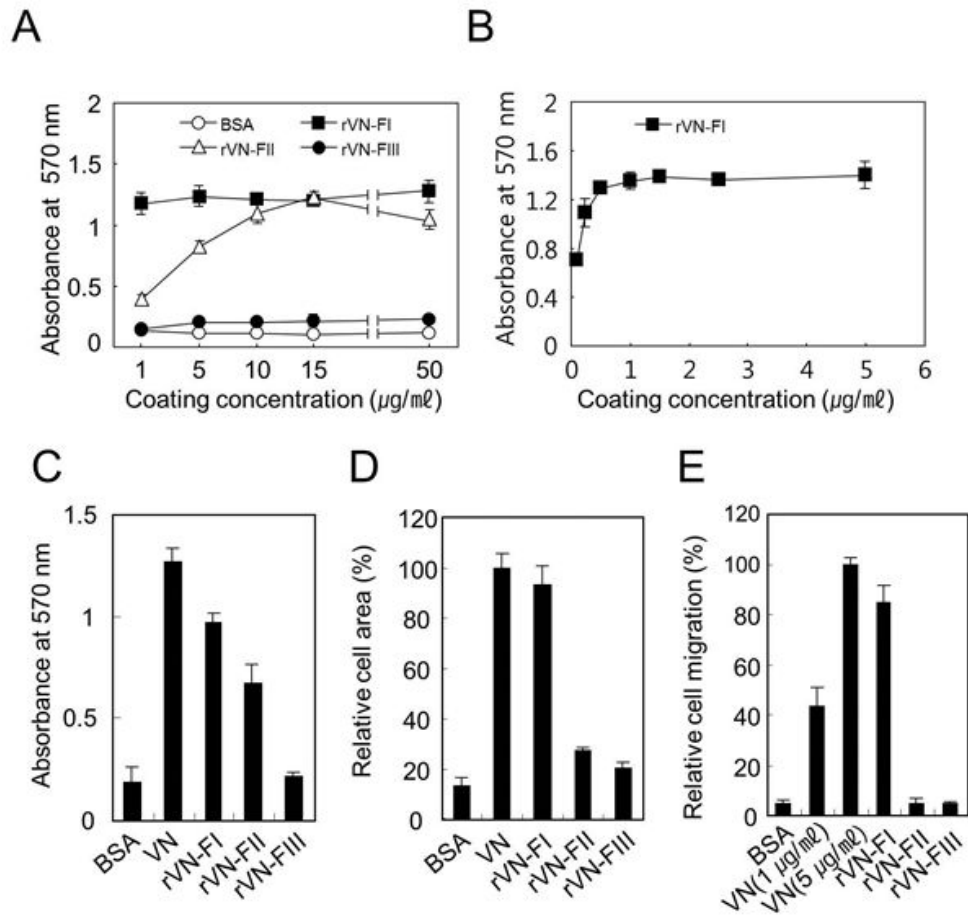 A
Absorbance at 570 nm
2
1.5
1
0.5
0
BSA
rVN-FI
rVN-FII
rVN-FIII
1
5
10
15
50
Coating concentration (µg/㎖)
B
Absorbance at 570 nm
2
1.6
1.2
0.8
0.4
0
rVN-FI
0
1
2
3
4
5
6
Coating concentration (µg/㎖)
C
Absorbance at 570 nm
1.5
1
0.5
0
BSA
VN
rVN-FI
rVN-FII
rVN-FIII
D
Relative cell area (%)
120
100
80
60
40
20
0
BSA
VN
rVN-FI
rVN-FII
rVN-FIII
E
Relative cell migration (%)
120
100
80
60
40
20
0
BSA
VN(1 µg/㎖)
VN(5 µg/㎖)
rVN-FI
rVN-FII
rVN-FIII